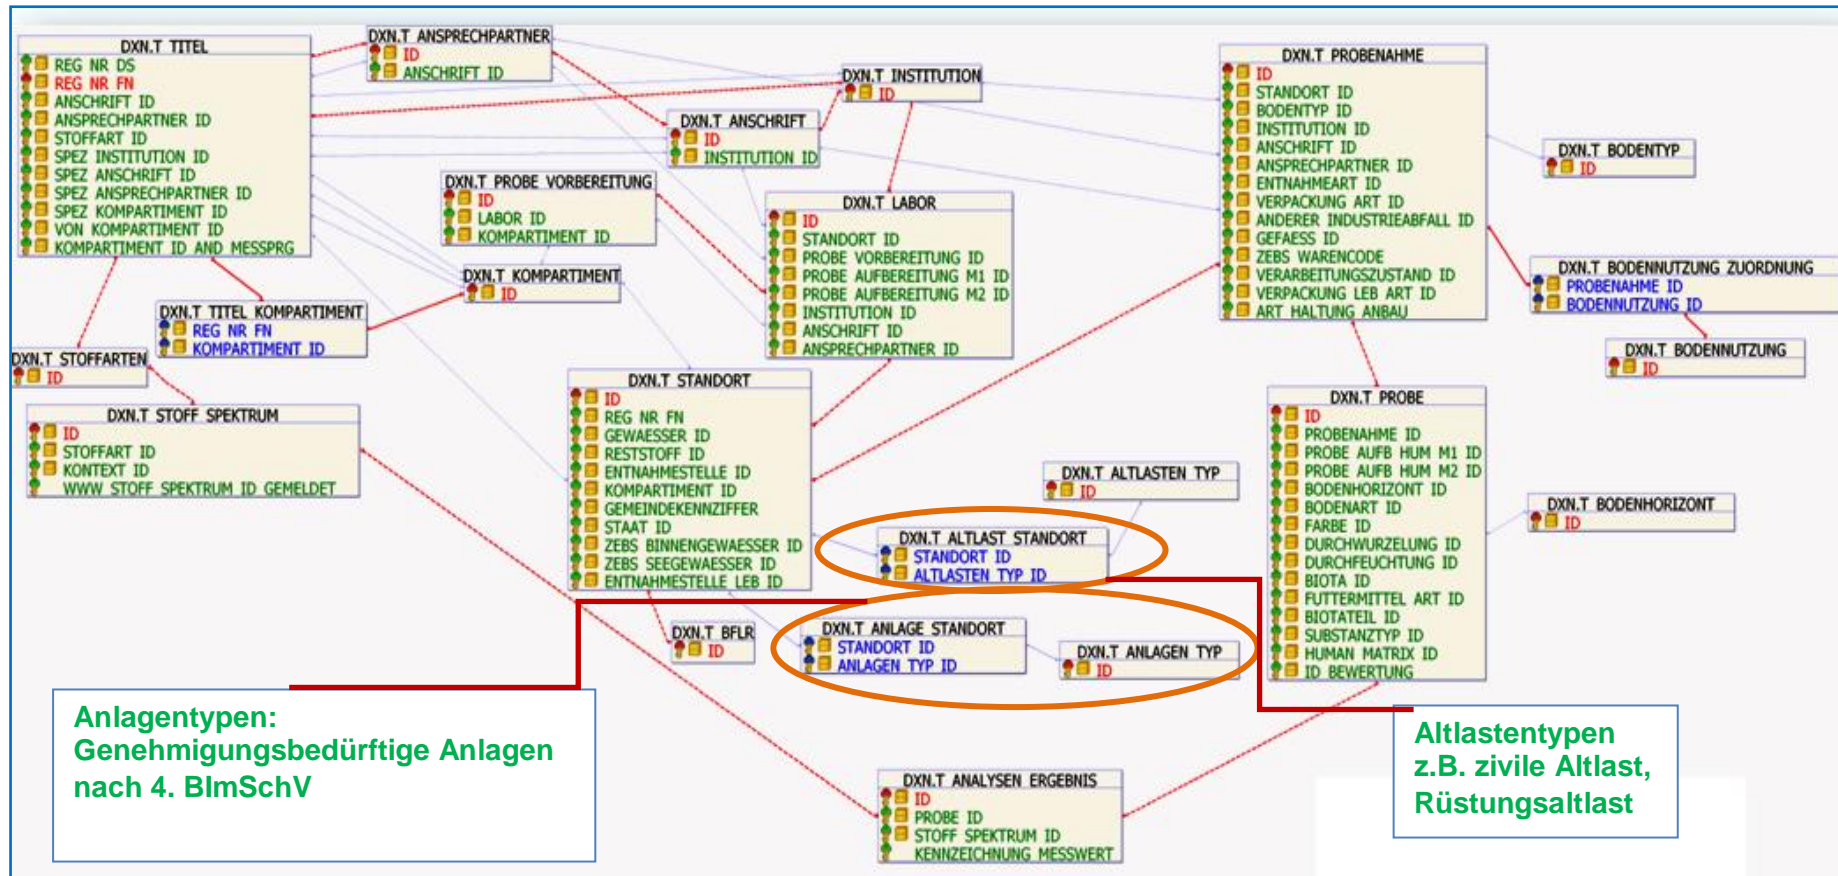 DXN.T TITEL
REG NR DS
REG NR FN
ANSCHRIFT ID
ANSPRECHPARTNER ID
STOFFART ID
SPEZ INSTITUTION ID
SPEZ ANSCHRIFT ID
SPEZ ANSPRECHPARTNER ID
SPEZ KOMPARTIMENT ID
VON KOMPARTIMENT ID
KOMPARTIMENT ID AND MESSPRG
DXN.T ANSPRECHPARTNER
ID
ANSCHRIFT ID
DXN.T INSTITUTION
ID
DXN.T ANSCHRIFT
ID
INSTITUTION ID
DXN.T PROBENAHME
ID
STANDORT ID
BODENTYP ID
INSTITUTION ID
ANSCHRIFT ID
ANSPRECHPARTNER ID
ENTNAHMEART ID
VERPACKUNG ART ID
ANDERER INDUSTRIEABFALL ID
GEFAESS ID
ZEBS WARENCODE
VERARBEITUNGSZUSTAND ID
VERPACKUNG LEB ART ID
ART HALTUNG ANBAU
DXN.T BODENTYP
ID
DXN.T PROBE VORBEREITUNG
ID
LABOR ID
KOMPARTIMENT ID
DXN.T LABOR
ID
STANDORT ID
PROBE VORBEREITUNG ID
PROBE AUFBEREITUNG M1 ID
PROBE AUFBEREITUNG M2 ID
INSTITUTION ID
ANSCHRIFT ID
ANSPRECHPARTNER ID
DXN.T KOMPARTIMENT
ID
DXN.T BODENNUTZUNG ZUORDNUNG
PROBENAHME ID
BODENNUTZUNG ID
DXN.T TITEL KOMPARTIMENT
REG NR FN
KOMPARTIMENT ID
DXN.T BODENNUTZUNG
ID
DXN.T STOFFARTEN
ID
DXN.T STOFF SPEKTRUM
ID
STOFFART ID
KONTEXT ID
WWW STOFF SPEKTRUM ID GEMELDET
DXN.T STANDORT
ID
REG NR FN
GEWAESSER ID
RESTSTOFF ID
ENTNAHMESTELLE ID
KOMPARTIMENT ID
GEMEINDEKENNZIFFER
STAAT ID
ZEBS BINNENGEWAESSER ID
ZEBS SEEGEWAESSER ID
ENTNAHMESTELLE LEB ID
DXN.T PROBE
ID
PROBENAHME ID
PROBE AUFB HUM M1 ID
PROBE AUFB HUM M2 ID
BODENHORIZONT ID
BODENART ID
FARBE ID
DURCHWURZELUNG ID
DURCHFEUCHTUNG ID
BIOTA ID
FUTTERMITTEL ART ID
BIOTATEIL ID
SUBSTANZTYP ID
HUMAN MATRIX ID
ID BEWERTUNG
DXN.T ALTLASTEN TYP
ID
DXN.T BODENHORIZONT
ID
DXN.T ALTLAST STANDORT
STANDORT ID
ALTLASTEN TYP ID
DXN.T BFLR
ID
DXN.T ANLAGE STANDORT
STANDORT ID
ANLAGEN TYP ID
DXN.T ANLAGEN TYP
ID
Anlagentypen:
Genehmigungsbedürftige Anlagen
nach 4. BImSchV
Altlastentypen
z.B. zivile Altlast,
Rüstungsaltlast
DXN.T ANALYSEN ERGEBNIS
ID
PROBE ID
STOFF SPEKTRUM ID
KENNZEICHNUNG MESSWERT